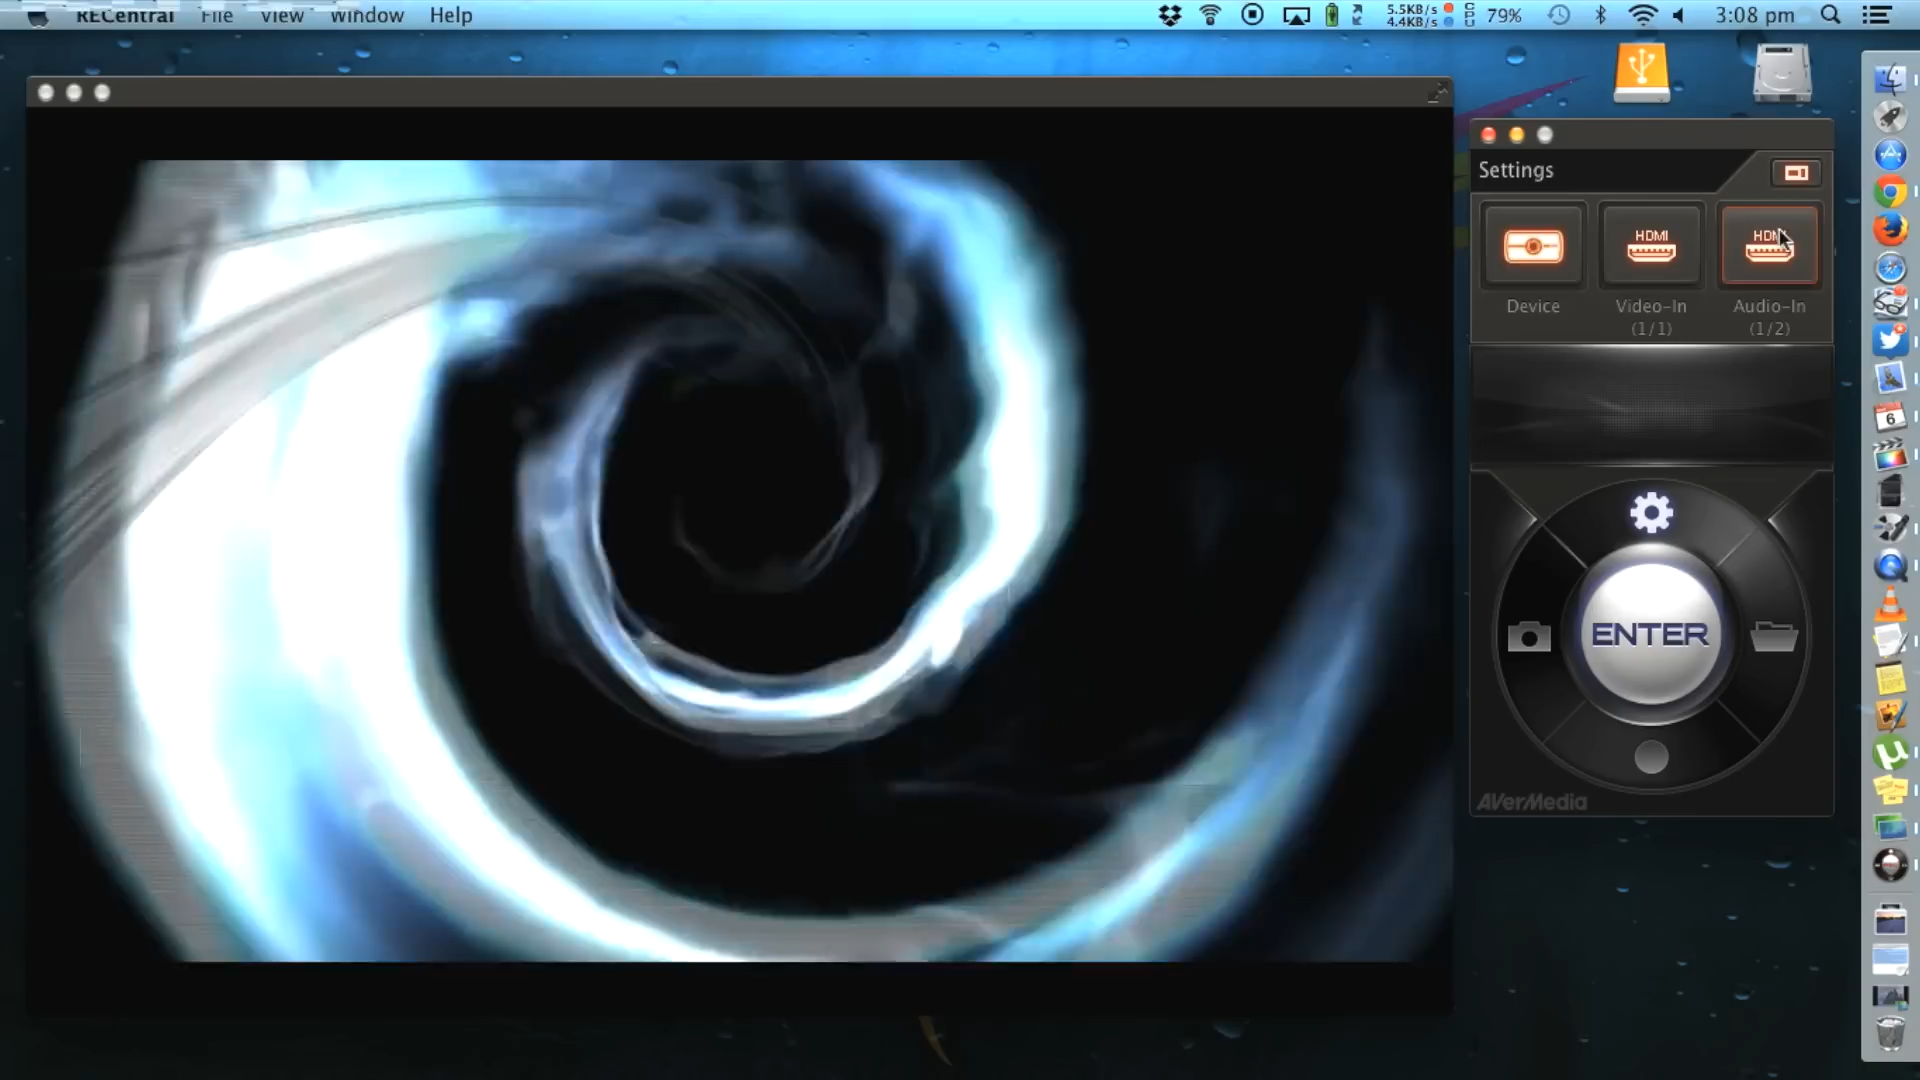 RECentral File View Window Help
5.5KB/s
4.4KB/s
CPU
79%
3:08 pm
Settings
HDMI
Device
Video-In
Audio-In
(1/1)
(1/2)
6
ENTER
AVerMedia